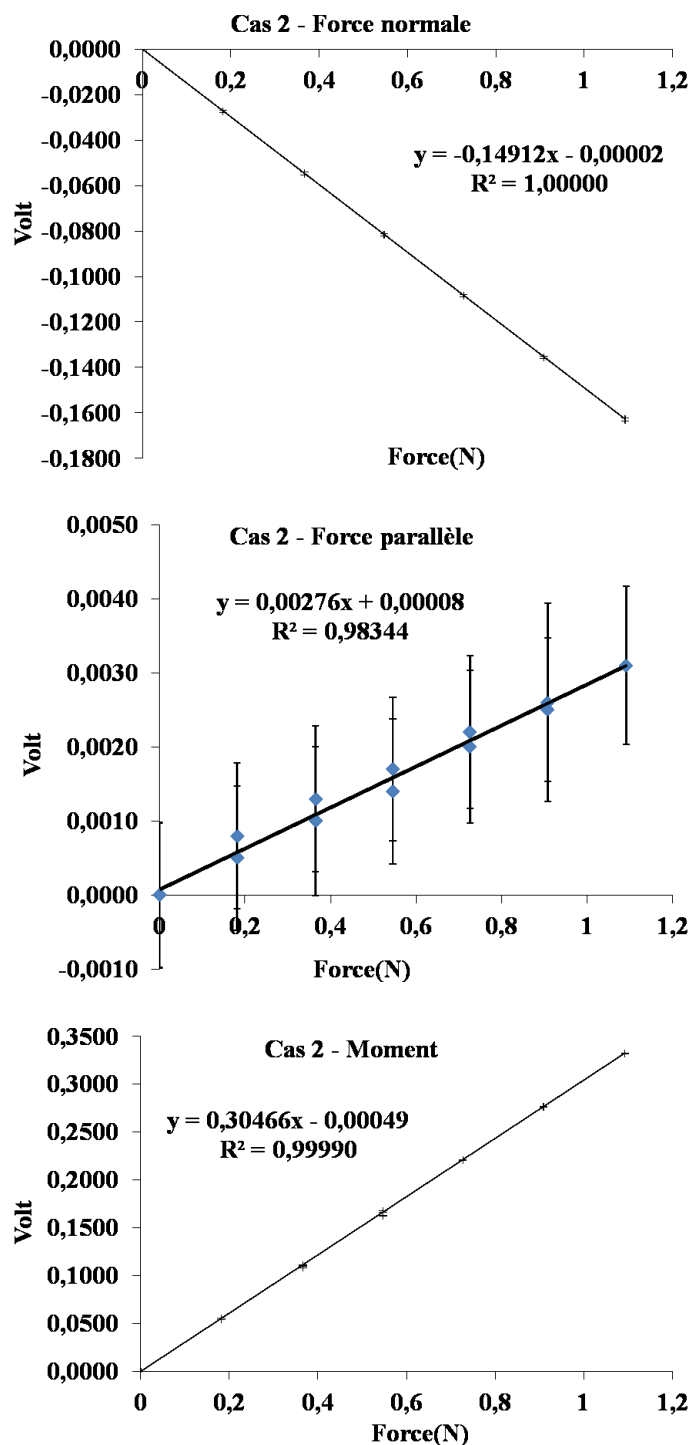 Cas 2 - Force normale
0,0000
0 0,2 0,4 0,6 0,8 1 1,2
-0,0200
-0,0400
-0,0600
-0,0800
-0,1000
-0,1200
-0,1400
-0,1600
-0,1800
y = -0,14912x - 0,00002
R² = 1,00000
Volt
Force(N)
Cas 2 - Force parallèle
0,0050
0,0040
0,0030
0,0020
0,0010
0,0000
-0,0010
y = 0,00276x + 0,00008
R² = 0,98344
Volt
0 0,2 0,4 0,6 0,8 1 1,2
Force(N)
Cas 2 - Moment
0,3500
0,3000
0,2500
0,2000
0,1500
0,1000
0,0500
0,0000
y = 0,30466x - 0,00049
R² = 0,99990
Volt
0 0,2 0,4 0,6 0,8 1 1,2
Force(N)